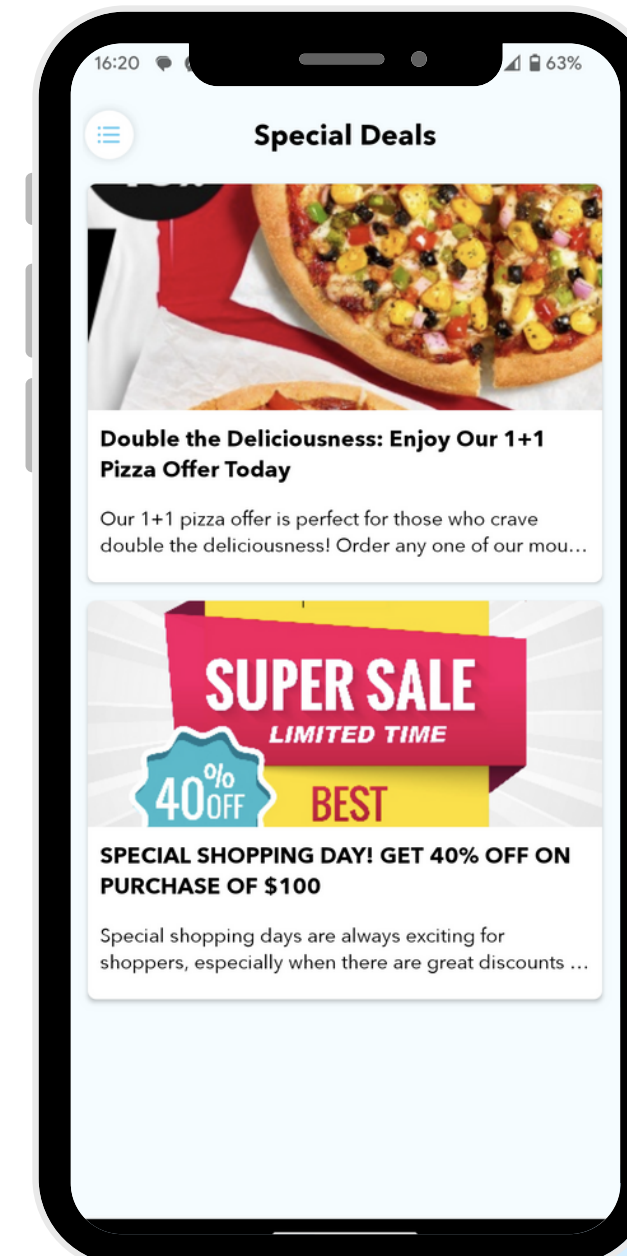 16:20
63%
Special Deals
Double the Deliciousness: Enjoy Our 1+1
Pizza Offer Today
Our 1+1 pizza offer is perfect for those who crave
double the deliciousness! Order any one of our mou...
SUPER SALE
LIMITED TIME
40% OFF
BEST
SPECIAL SHOPPING DAY! GET 40% OFF ON
PURCHASE OF $100
Special shopping days are always exciting for
shoppers, especially when there are great discounts ...